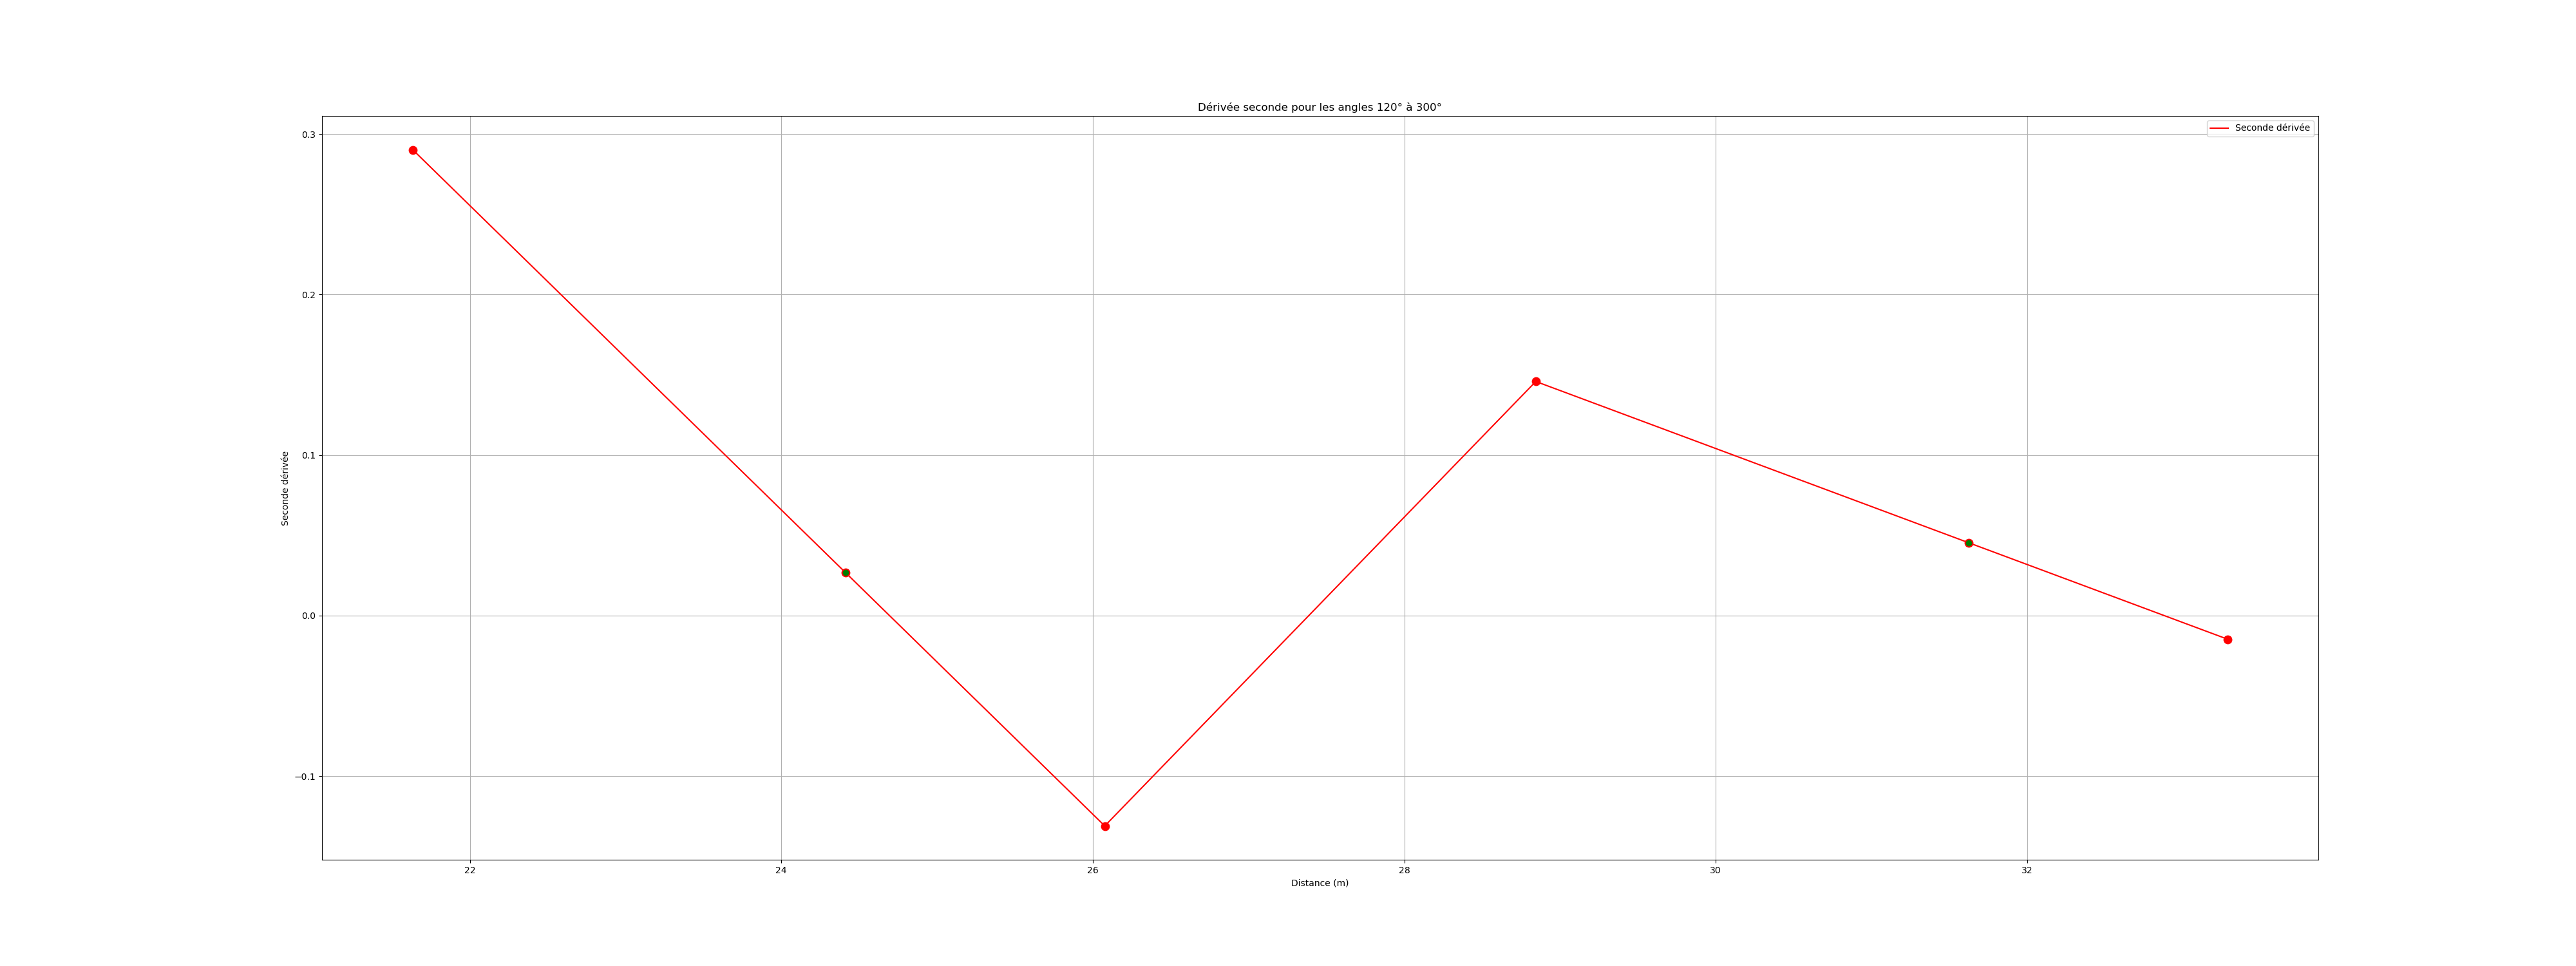 Dérivée seconde pour les angles 120° à 300°
Seconde dérivée
0.3
0.2
0.1
0.0
−0.1
Seconde dérivée
22
24
26
28
30
32
Distance (m)